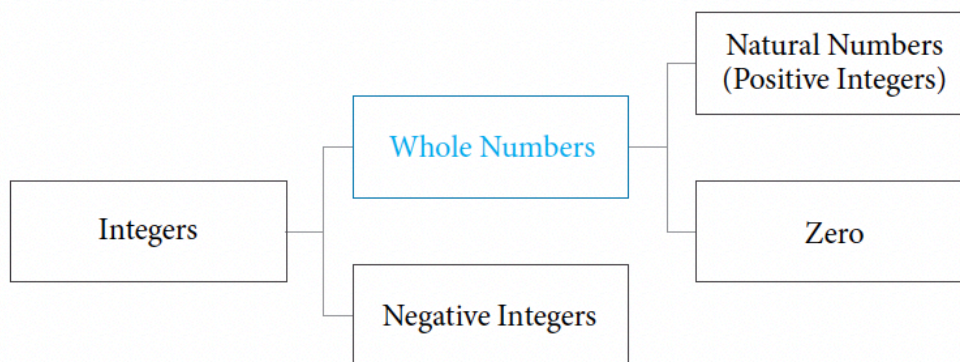 Natural Numbers
(Positive Integers)
Whole Numbers
Integers
Zero
Negative Integers